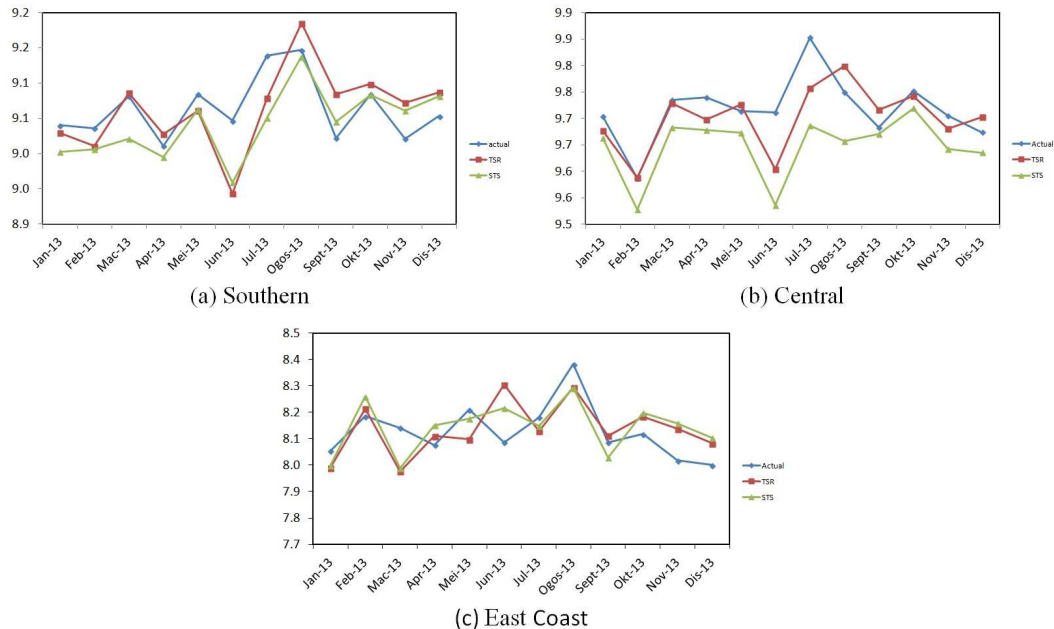 9.2
9.2
9.1
9.1
9.0
9.0
8.9
Jan-13
Feb-13
Mac-13
Apr-13
Mei-13
Jun-13
Jul-13
Ogos-13
Sept-13
Okt-13
Nov-13
Dis-13
actual
TSR
STS
(a) Southern
9.9
9.9
9.8
9.8
9.7
9.7
9.6
9.6
9.5
Jan-13
Feb-13
Mac-13
Apr-13
Mei-13
Jun-13
Jul-13
Ogos-13
Sept-13
Okt-13
Nov-13
Dis-13
Actual
TSR
STS
(b) Central
8.5
8.4
8.3
8.2
8.1
8.0
7.9
7.8
7.7
Jan-13
Feb-13
Mac-13
Apr-13
Mei-13
Jun-13
Jul-13
Ogos-13
Sept-13
Okt-13
Nov-13
Dis-13
Actual
TSR
STS
(c) East Coast